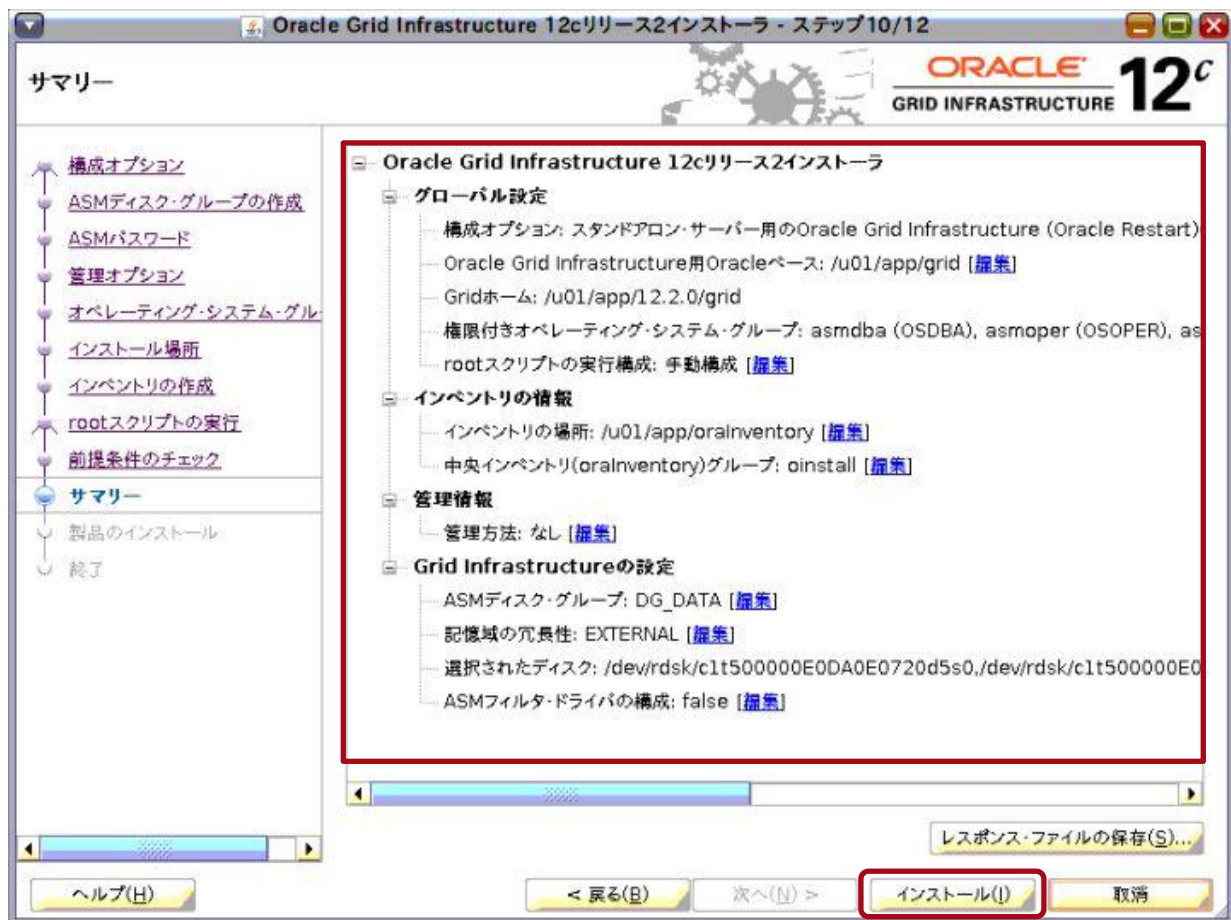 Oracle Grid Infrastructure 12cリリース2インストーラ - ステップ10/12
サマリー
ORACLE
GRID INFRASTRUCTURE
12c
構成オプション
ASMディスク・グループの作成
ASMパスワード
管理オプション
オペレーティング・システム・グル
インストール場所
インベントリの作成
rootスクリプトの実行
前提条件のチェック
サマリー
製品のインストール
終了
Oracle Grid Infrastructure 12cリリース2インストーラ
グローバル設定
構成オプション: スタンドアロン・サーバー用のOracle Grid Infrastructure (Oracle Restart)
Oracle Grid Infrastructure用Oracleベース: /u01/app/grid [編集]
Gridホーム: /u01/app/12.2.0/grid
権限付きオペレーティング・システム・グループ: asmdba (OSDBA), asmoper (OSOPER), as
rootスクリプトの実行構成: 手動構成 [編集]
インベントリの情報
インベントリの場所: /u01/app/oraInventory [編集]
中央インベントリ(oraInventory)グループ: oinstall [編集]
管理情報
管理方法: なし [編集]
Grid Infrastructureの設定
ASMディスク・グループ: DG_DATA [編集]
記憶域の冗長性: EXTERNAL [編集]
選択されたディスク: /dev/rdsk/c1t500000E0DA0E0720d5s0,/dev/rdsk/c1t500000E0
ASMフィルタ・ドライバの構成: false [編集]
レスポンス・ファイルの保存(S)...
ヘルプ(H)
< 戻る(B)
次へ(N) >
インストール(I)
取消